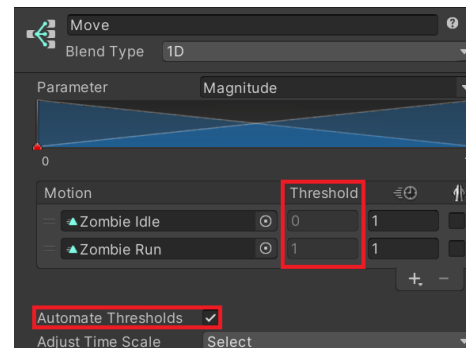 Move
Blend Type 1D
Parameter Magnitude
0
Motion Threshold
Zombie Idle 0 1
Zombie Run 1 1
Automate Thresholds
Adjust Time Scale Select